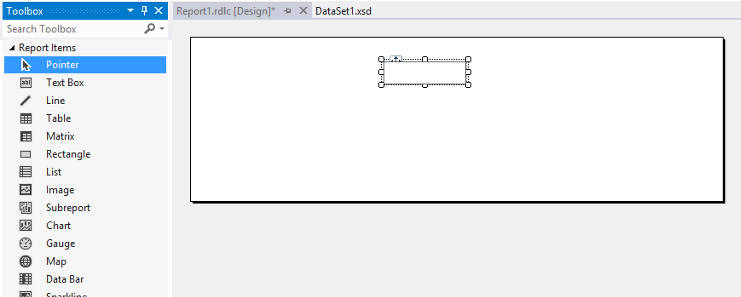 Toolbox
Search Toolbox
Report Items
Pointer
Text Box
Line
Table
Matrix
Rectangle
List
Image
Subreport
Chart
Gauge
Map
Data Bar
Sparkline
Report1.rdlc [Design]*
DataSet1.xsd